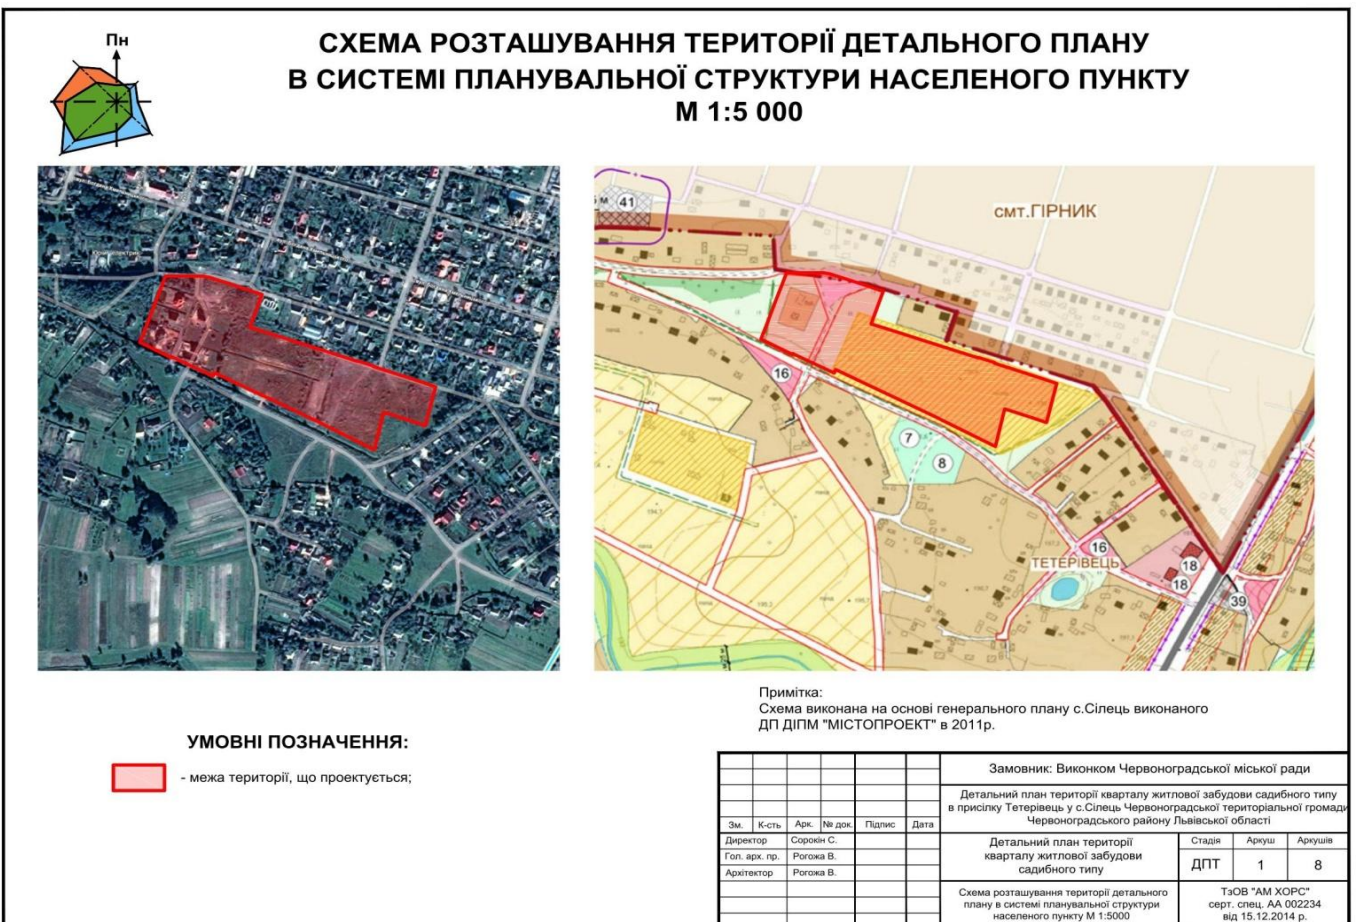 Пн
СХЕМА РОЗТАШУВАННЯ ТЕРИТОРІЇ ДЕТАЛЬНОГО ПЛАНУ
В СИСТЕМІ ПЛАНУВАЛЬНОЇ СТРУКТУРИ НАСЕЛЕНОГО ПУНКТУ
М 1:5 000
41
смт.ГІРНИК
16
7
8
16
ТЕТЕРІВЕЦЬ
18
18
39
Примітка:
Схема виконана на основі генерального плану с.Сілець виконаного
ДП ДІПМ "МІСТОПРОЕКТ" в 2011р.
УМОВНІ ПОЗНАЧЕННЯ:
- межа території, що проектується;
Замовник: Виконком Червоноградської міської ради
Детальний план території кварталу житлової забудови садибного типу
в присілку Тетерівець у с.Сілець Червоноградської територіальної громади
Червоноградського району Львівської області
Зм. К-сть Арк. № док. Підпис Дата
Директор Сорокін С.
Гол. арх. пр. Рогожа В.
Архітектор Рогожа В.
Детальний план території
кварталу житлової забудови
садибного типу
Стадія Аркуш Аркушів
ДПТ 1 8
Схема розташування території детального
плану в системі планувальної структури
населеного пункту М 1:5000
ТзОВ "АМ ХОРС"
серт. спец. АА 002234
від 15.12.2014 р.